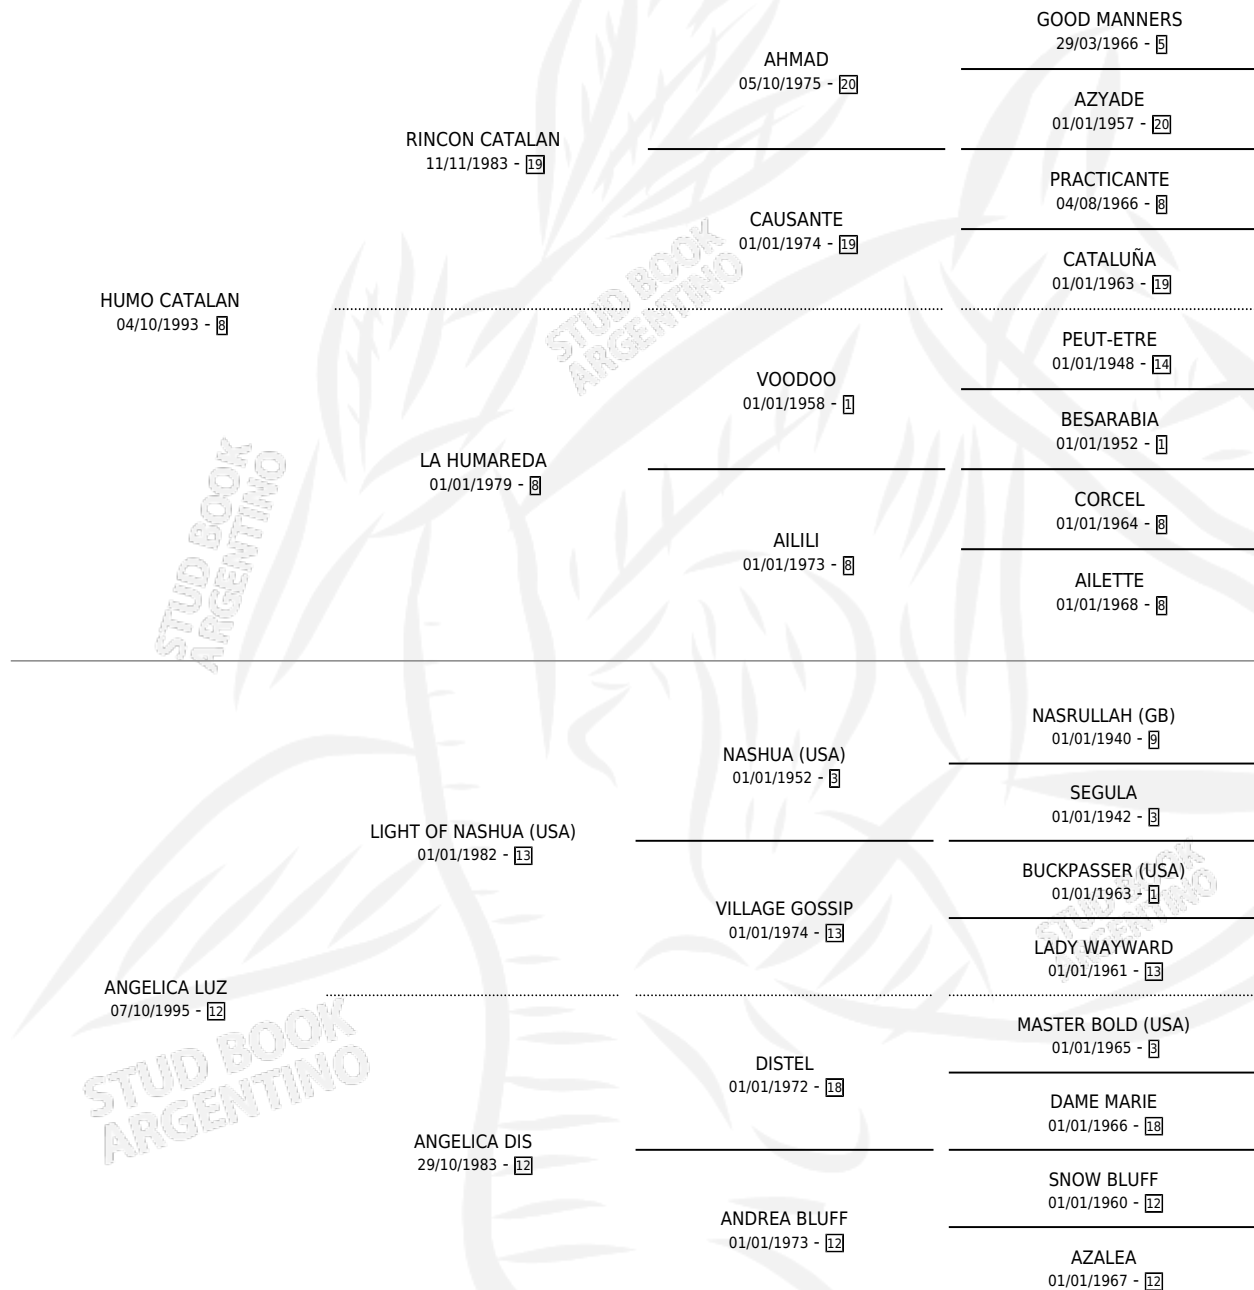 GOOD MANNERS
29/03/1966 - 5
AHMAD
05/10/1975 - 20
AZYADE
01/01/1957 - 20
RINCON CATALAN
11/11/1983 - 19
PRACTICANTE
04/08/1966 - 8
CAUSANTE
01/01/1974 - 19
CATALUÑA
01/01/1963 - 19
HUMO CATALAN
04/10/1993 - 8
PEUT-ETRE
01/01/1948 - 14
VOODOO
01/01/1958 - 1
BESARABIA
01/01/1952 - 1
LA HUMAREDA
01/01/1979 - 8
CORCEL
01/01/1964 - 8
AILILI
01/01/1973 - 8
AILETTE
01/01/1968 - 8
STUD BOOK
ARGENTINO
STUD BOOK
ARGENTINO
NASRULLAH (GB)
01/01/1940 - 9
NASHUA (USA)
01/01/1952 - 3
SEGULA
01/01/1942 - 3
LIGHT OF NASHUA (USA)
01/01/1982 - 13
BUCKPASSER (USA)
01/01/1963 - 1
VILLAGE GOSSIP
01/01/1974 - 13
LADY WAYWARD
01/01/1961 - 13
STUD BOOK
ARGENTINO
ANGELICA LUZ
07/10/1995 - 12
MASTER BOLD (USA)
01/01/1965 - 3
DISTEL
01/01/1972 - 18
DAME MARIE
01/01/1966 - 18
STUD BOOK
ARGENTINO
ANGELICA DIS
29/10/1983 - 12
SNOW BLUFF
01/01/1960 - 12
ANDREA BLUFF
01/01/1973 - 12
AZALEA
01/01/1967 - 12